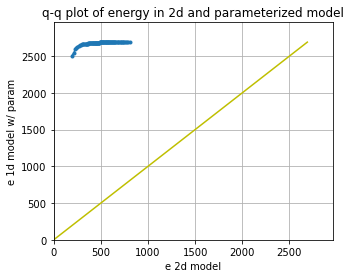 q-q plot of energy in 2d and parameterized model
2500
2000
1500
1000
500
0
0 500 1000 1500 2000 2500
e 1d model w/ param
e 2d model